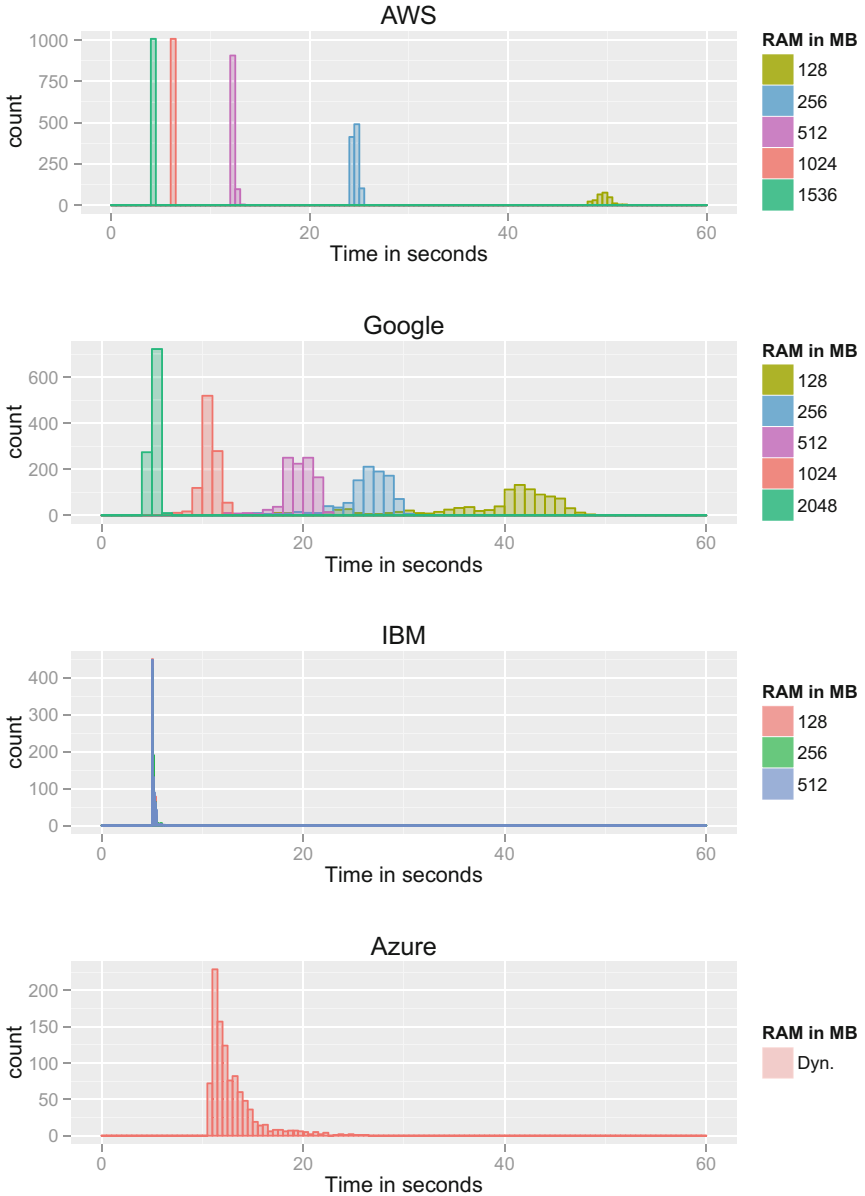 AWS
1000
750
500
250
0
count
0 20 40 60
Time in seconds
RAM in MB
128
256
512
1024
1536
Google
600
400
200
0
count
0 20 40 60
Time in seconds
RAM in MB
128
256
512
1024
2048
IBM
400
300
200
100
0
count
0 20 40 60
Time in seconds
RAM in MB
128
256
512
Azure
200
150
100
50
0
count
0 20 40 60
Time in seconds
RAM in MB
Dyn.